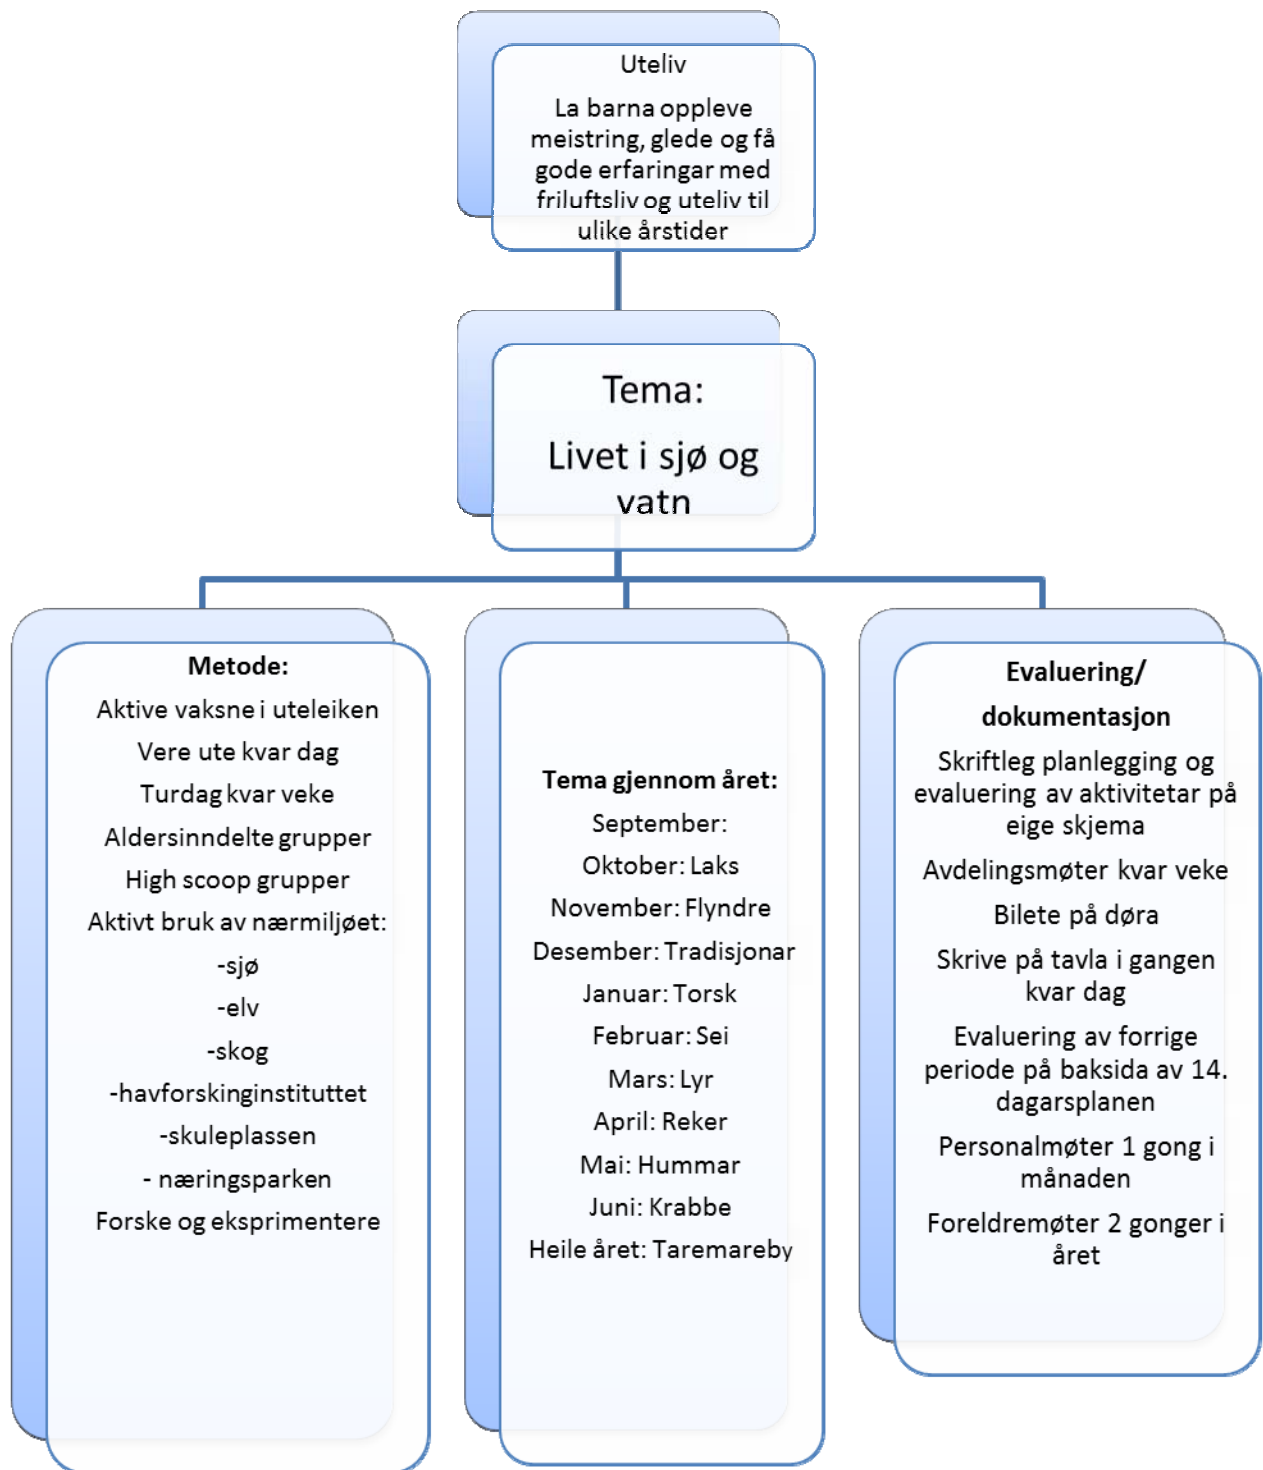 Uteliv
La barna oppleve
meistring, glede og få
gode erfaringar med
friluftsliv og uteliv til
ulike årstider
Tema:
Livet i sjø og
vatn
Metode:
Aktive vaksne i uteleiken
Vere ute kvar dag
Turdag kvar veke
Aldersinndelte grupper
High scoop grupper
Aktivt bruk av nærmiljøet:
-sjø
-elv
-skog
-havforskinginstituttet
-skuleplassen
- næringsparken
Forske og eksprimentere
Tema gjennom året:
September:
Oktober: Laks
November: Flyndre
Desember: Tradisjonar
Januar: Torsk
Februar: Sei
Mars: Lyr
April: Reker
Mai: Hummar
Juni: Krabbe
Heile året: Taremareby
Evaluering/
dokumentasjon
Skriftleg planlegging og
evaluering av aktivitetar på
eige skjema
Avdelingsmøter kvar veke
Bilete på døra
Skrive på tavla i gangen
kvar dag
Evaluering av forrige
periode på baksida av 14.
dagarsplanen
Personalmøter 1 gong i
månaden
Foreldremøter 2 gonger i
året